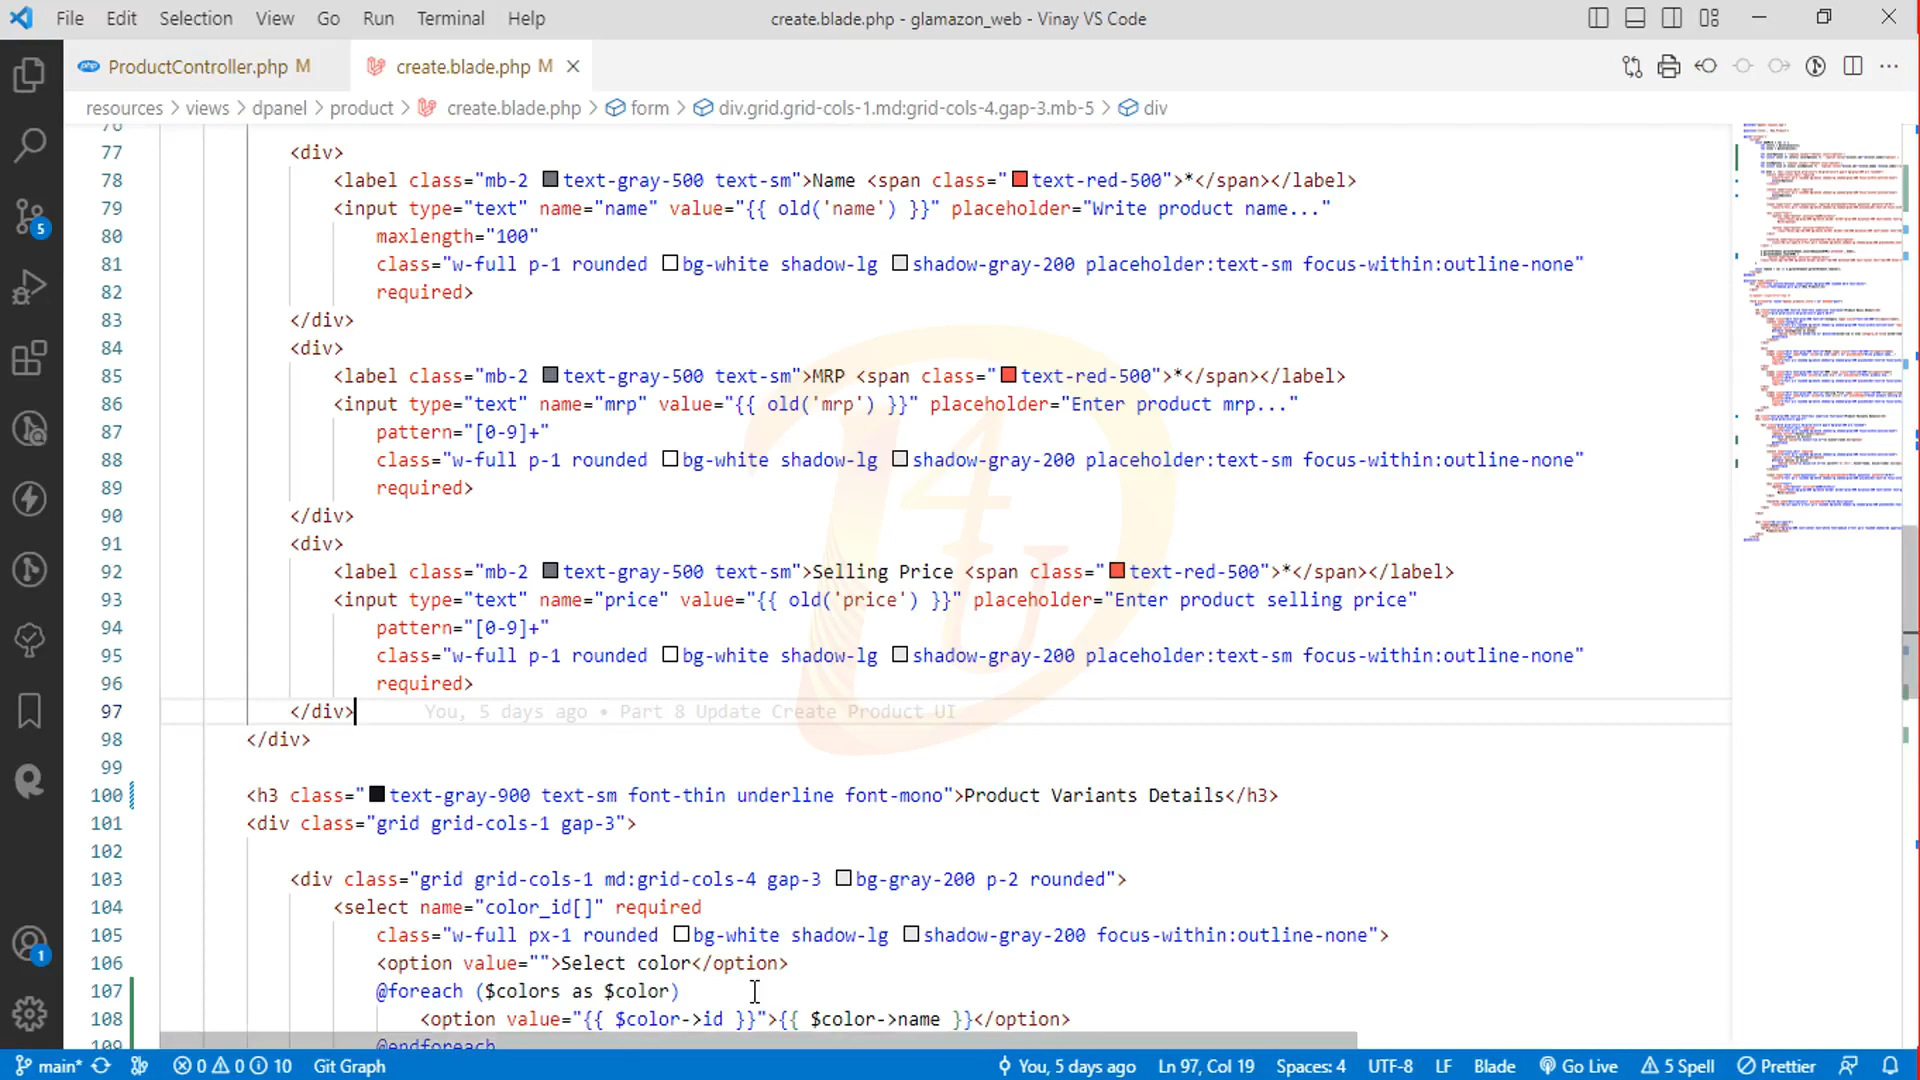 File Edit Selection View Go Run Terminal Help create.blade.php - glamazon_web - Vinay VS Code
php ProductController.php M create.blade.php M
resources > views > dpanel > product > create.blade.php > form > div.grid.grid-cols-1.md:grid-cols-4.gap-3.mb-5 > div
76
77 <div>
78 <label class="mb-2 text-gray-500 text-sm">Name <span class="text-red-500">*</span></label>
79 <input type="text" name="name" value="{{ old('name') }}" placeholder="Write product name..."
80 maxlength="100"
81 class="w-full p-1 rounded bg-white shadow-lg shadow-gray-200 placeholder:text-sm focus-within:outline-none"
82 required>
83 </div>
84 <div>
85 <label class="mb-2 text-gray-500 text-sm">MRP <span class="text-red-500">*</span></label>
86 <input type="text" name="mrp" value="{{ old('mrp') }}" placeholder="Enter product mrp..."
87 pattern="[0-9]+"
88 class="w-full p-1 rounded bg-white shadow-lg shadow-gray-200 placeholder:text-sm focus-within:outline-none"
89 required>
90 </div>
91 <div>
92 <label class="mb-2 text-gray-500 text-sm">Selling Price <span class="text-red-500">*</span></label>
93 <input type="text" name="price" value="{{ old('price') }}" placeholder="Enter product selling price"
94 pattern="[0-9]+"
95 class="w-full p-1 rounded bg-white shadow-lg shadow-gray-200 placeholder:text-sm focus-within:outline-none"
96 required>
97 </div> You, 5 days ago • Part 8 Update Create Product UI
98 </div>
99
100 <h3 class="text-gray-900 text-sm font-thin underline font-mono">Product Variants Details</h3>
101 <div class="grid grid-cols-1 gap-3">
102
103 <div class="grid grid-cols-1 md:grid-cols-4 gap-3 bg-gray-200 p-2 rounded">
104 <select name="color_id[]" required
105 class="w-full px-1 rounded bg-white shadow-lg shadow-gray-200 focus-within:outline-none">
106 <option value="">Select color</option>
107 @foreach ($colors as $color)
108 <option value="{{ $color->id }}">{{ $color->name }}</option>
109 @endforeach
D 4 U
5
1
main* 0 0 10 Git Graph You, 5 days ago Ln 97, Col 19 Spaces: 4 UTF-8 LF Blade Go Live 5 Spell Prettier